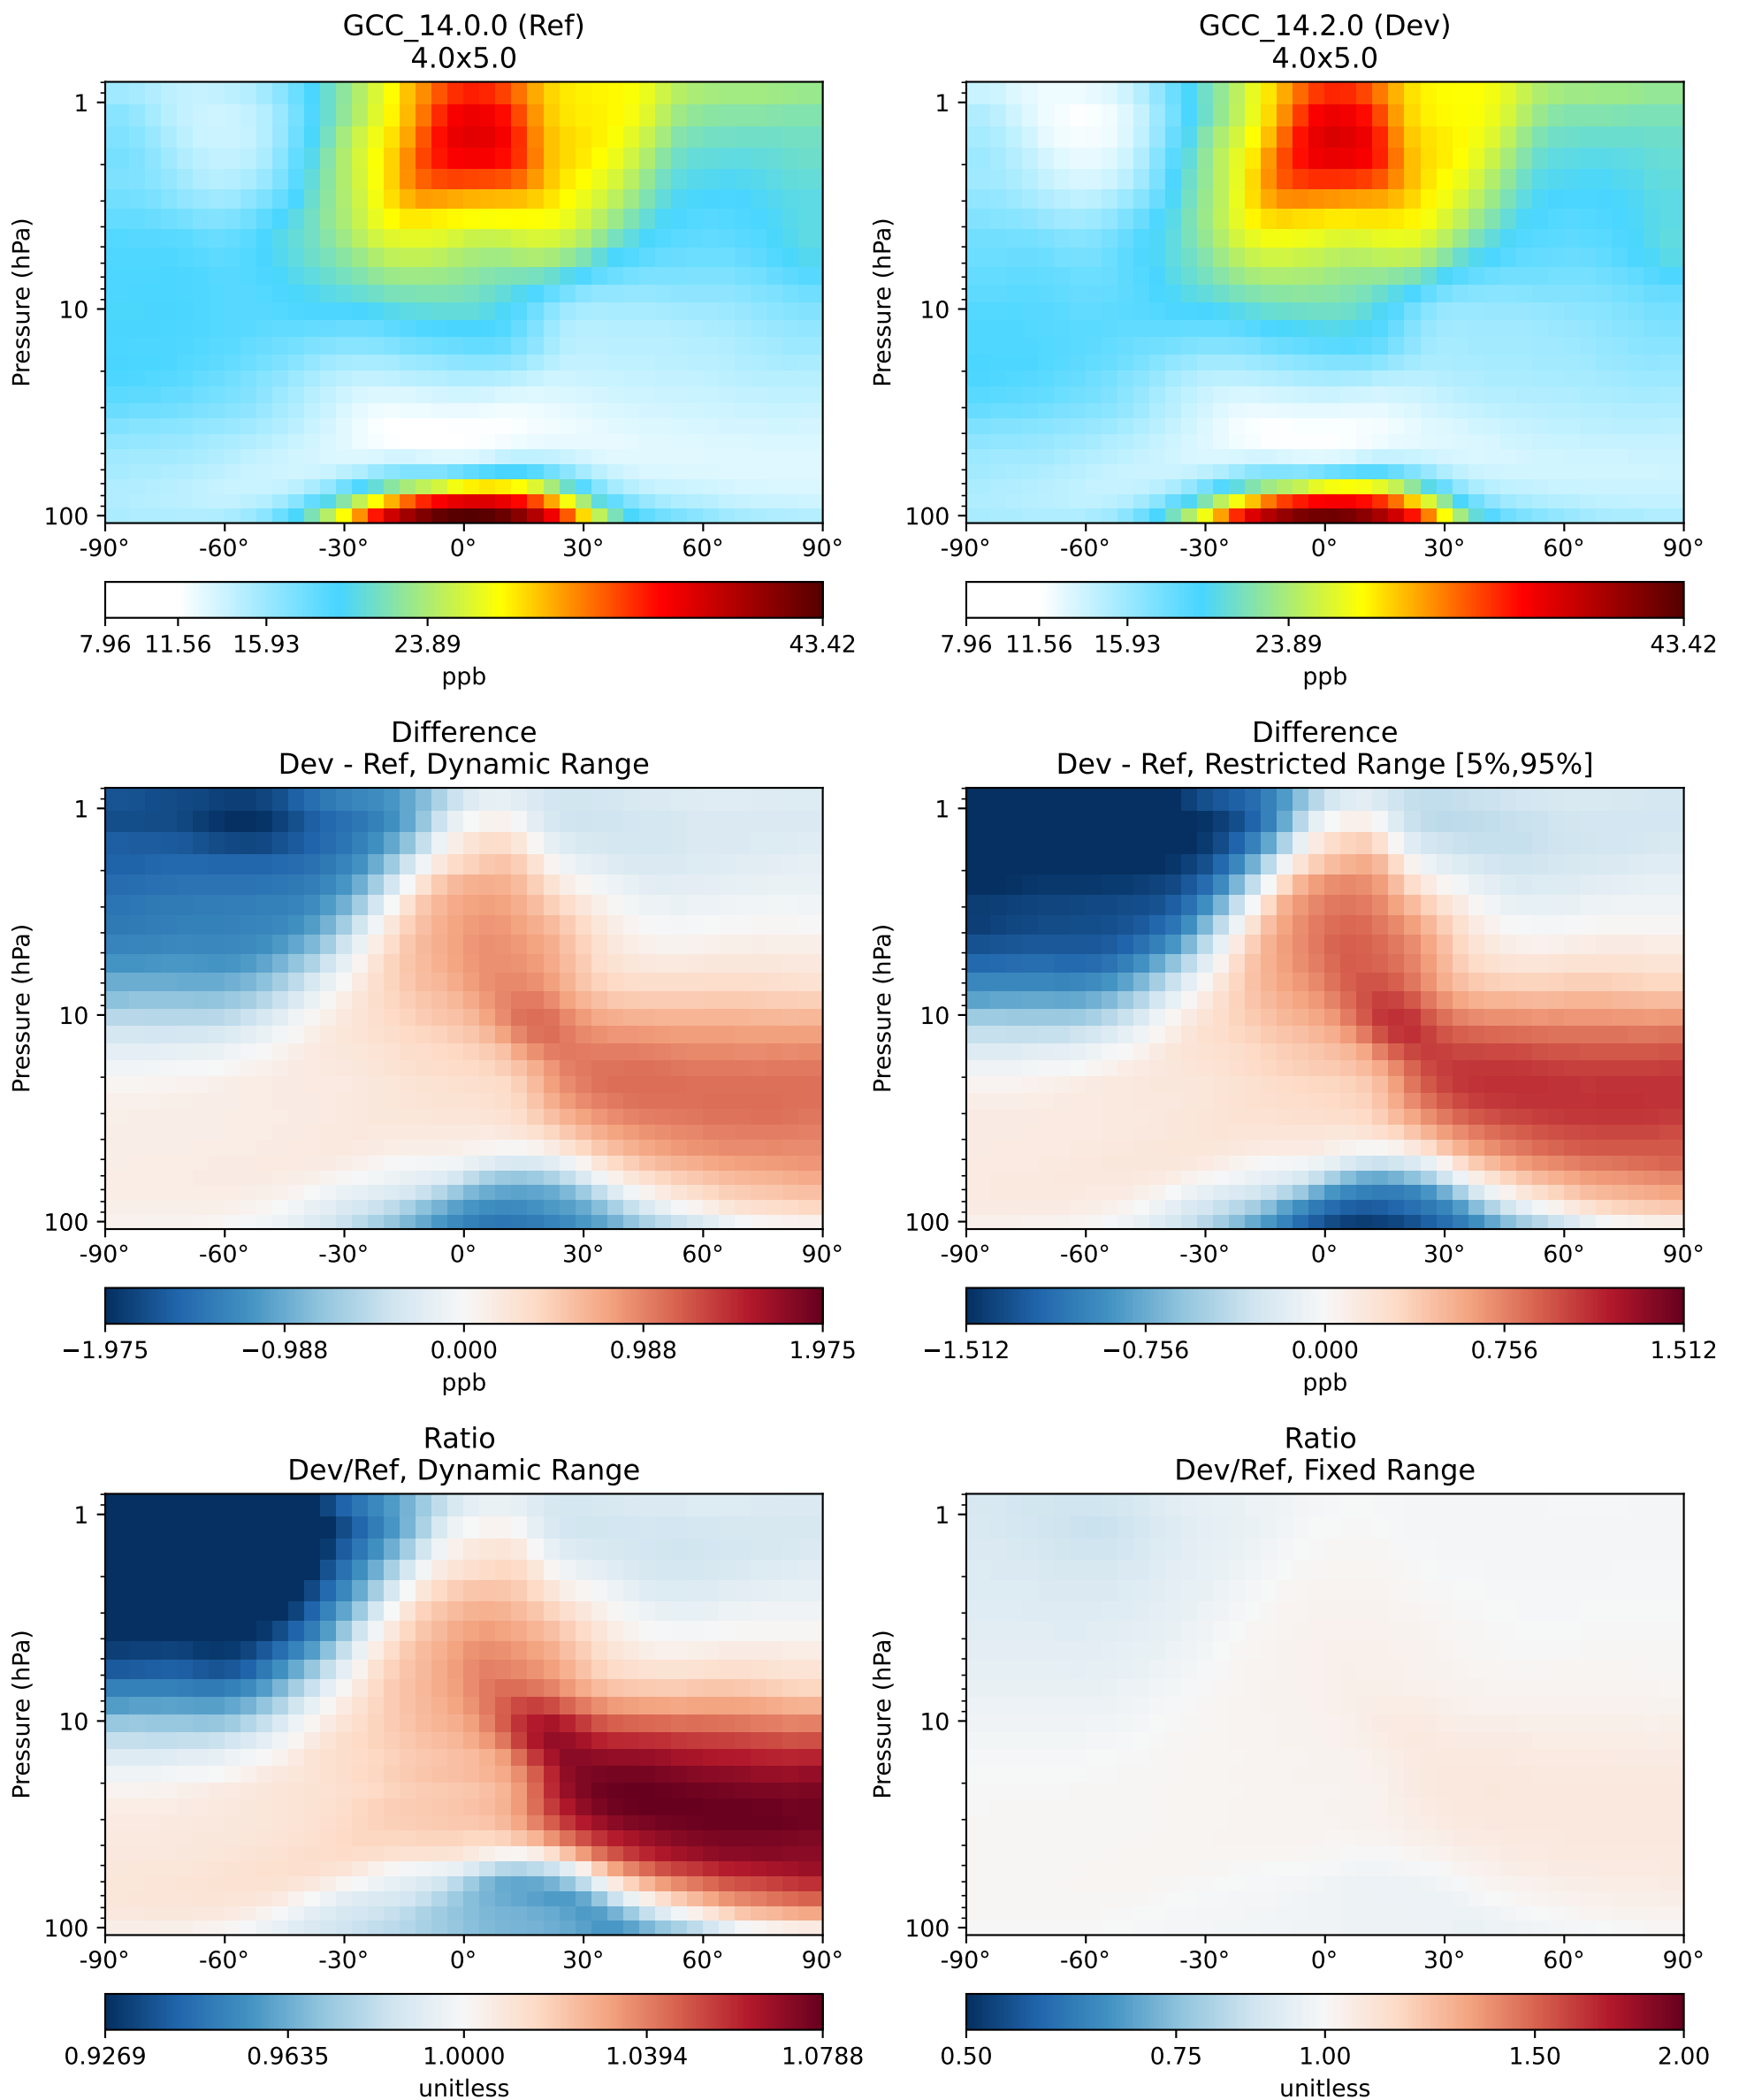 GCC_14.0.0 (Ref)
4.0x5.0
Pressure (hPa)
1
10
100
-90° -60° -30° 0° 30° 60° 90°
7.96 11.56 15.93 23.89 43.42
ppb
GCC_14.2.0 (Dev)
4.0x5.0
Pressure (hPa)
1
10
100
-90° -60° -30° 0° 30° 60° 90°
7.96 11.56 15.93 23.89 43.42
ppb
Difference
Dev - Ref, Dynamic Range
Pressure (hPa)
1
10
100
-90° -60° -30° 0° 30° 60° 90°
−1.975 −0.988 0.000 0.988 1.975
ppb
Difference
Dev - Ref, Restricted Range [5%,95%]
Pressure (hPa)
1
10
100
-90° -60° -30° 0° 30° 60° 90°
−1.512 −0.756 0.000 0.756 1.512
ppb
Ratio
Dev/Ref, Dynamic Range
Pressure (hPa)
1
10
100
-90° -60° -30° 0° 30° 60° 90°
0.9269 0.9635 1.0000 1.0394 1.0788
unitless
Ratio
Dev/Ref, Fixed Range
Pressure (hPa)
1
10
100
-90° -60° -30° 0° 30° 60° 90°
0.50 0.75 1.00 1.50 2.00
unitless